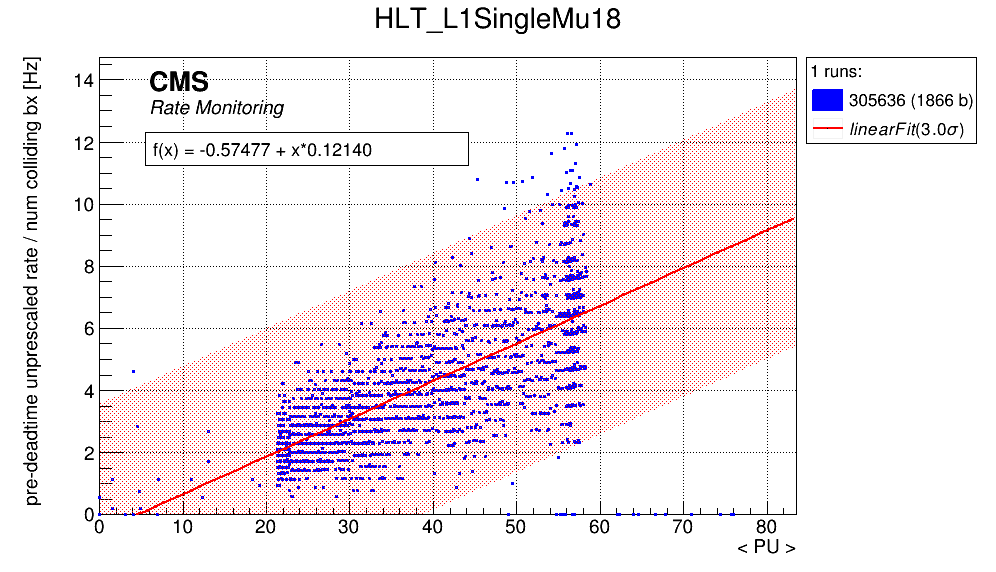 HLT_L1SingleMu18
pre-deadtime unprescaled rate / num colliding bx [Hz]
14
12
10
8
6
4
2
0
CMS
Rate Monitoring
f(x) = -0.57477 + x*0.12140
1 runs:
305636 (1866 b)
linearFit(3.0σ)
0 10 20 30 40 50 60 70 80
< PU >